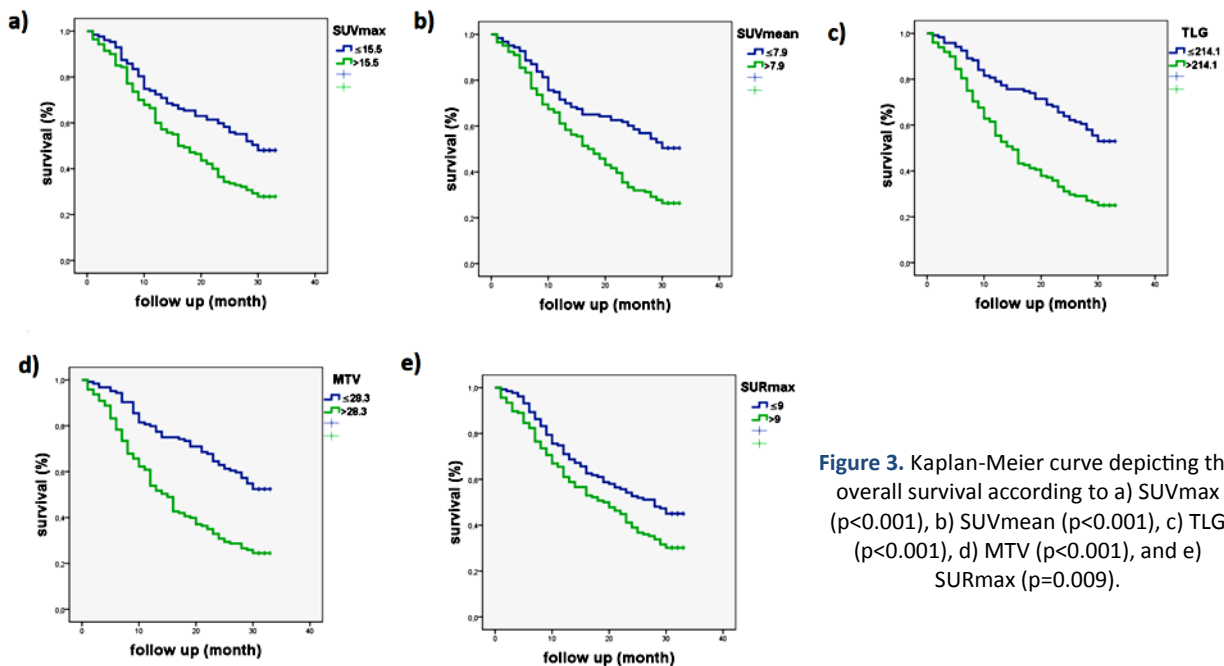 a)
SUVmax
≤15.5
>15.5
1,0
0,8
0,6
0,4
0,2
0,0
survival (%)
0 10 20 30 40
follow up (month)
b)
SUVmean
≤7.9
>7.9
1,0
0,8
0,6
0,4
0,2
0,0
survival (%)
0 10 20 30 40
follow up (month)
c)
TLG
≤214.1
>214.1
1,0
0,8
0,6
0,4
0,2
0,0
survival (%)
0 10 20 30 40
follow up (month)
d)
MTV
≤28.3
>28.3
1,0
0,8
0,6
0,4
0,2
0,0
survival (%)
0 10 20 30 40
follow up (month)
e)
SURmax
≤9
>9
1,0
0,8
0,6
0,4
0,2
0,0
survival (%)
0 10 20 30 40
follow up (month)
Figure 3. Kaplan-Meier curve depicting th
overall survival according to a) SUVmax
(p<0.001), b) SUVmean (p<0.001), c) TLG
(p<0.001), d) MTV (p<0.001), and e)
SURmax (p=0.009).